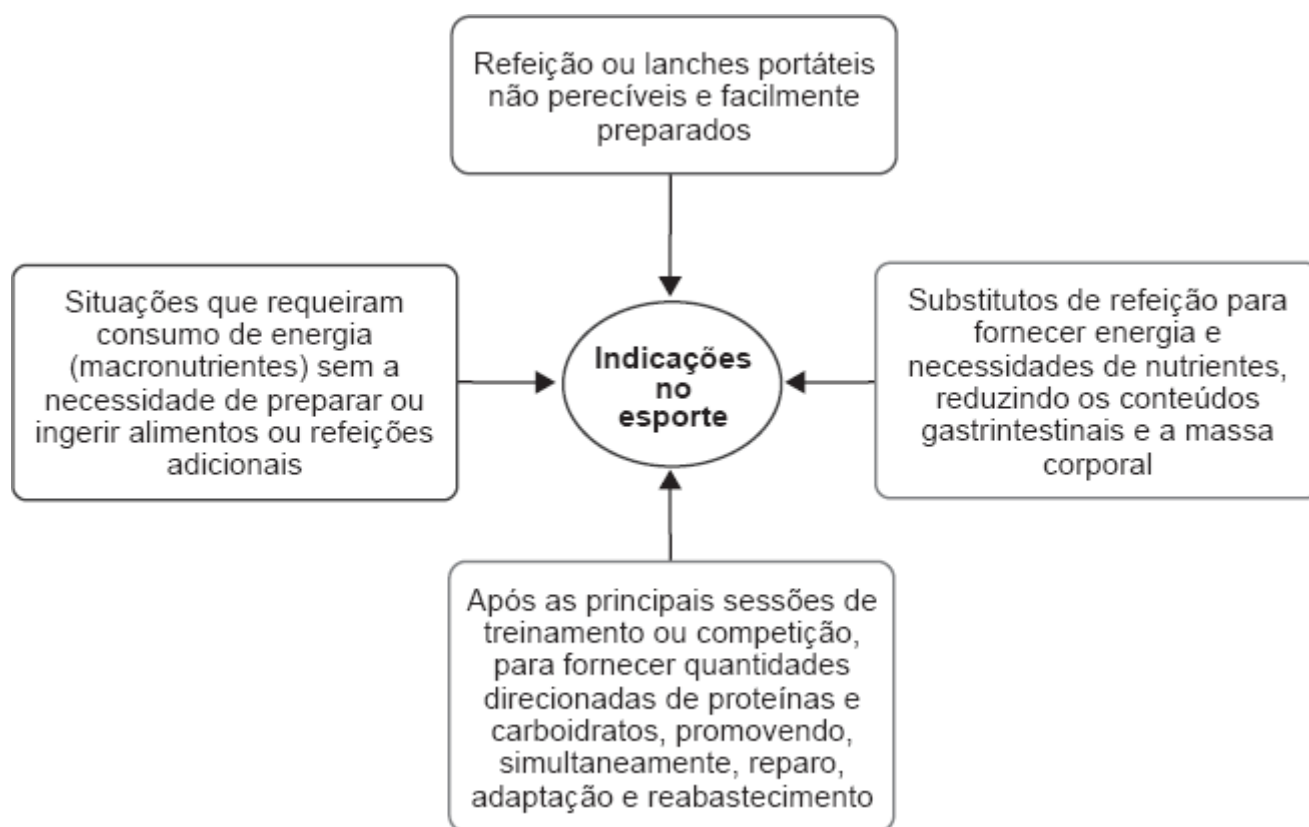 Refeição ou lanches portáteis
não perecíveis e facilmente
preparados
Situações que requeiram
consumo de energia
(macronutrientes) sem a
necessidade de preparar ou
ingerir alimentos ou refeições
adicionais
Indicações
no
esporte
Substitutos de refeição para
fornecer energia e
necessidades de nutrientes,
reduzindo os conteúdos
gastrintestinais e a massa
corporal
Após as principais sessões de
treinamento ou competição,
para fornecer quantidades
direcionadas de proteínas e
carboidratos, promovendo,
simultaneamente, reparo,
adaptação e reabastecimento